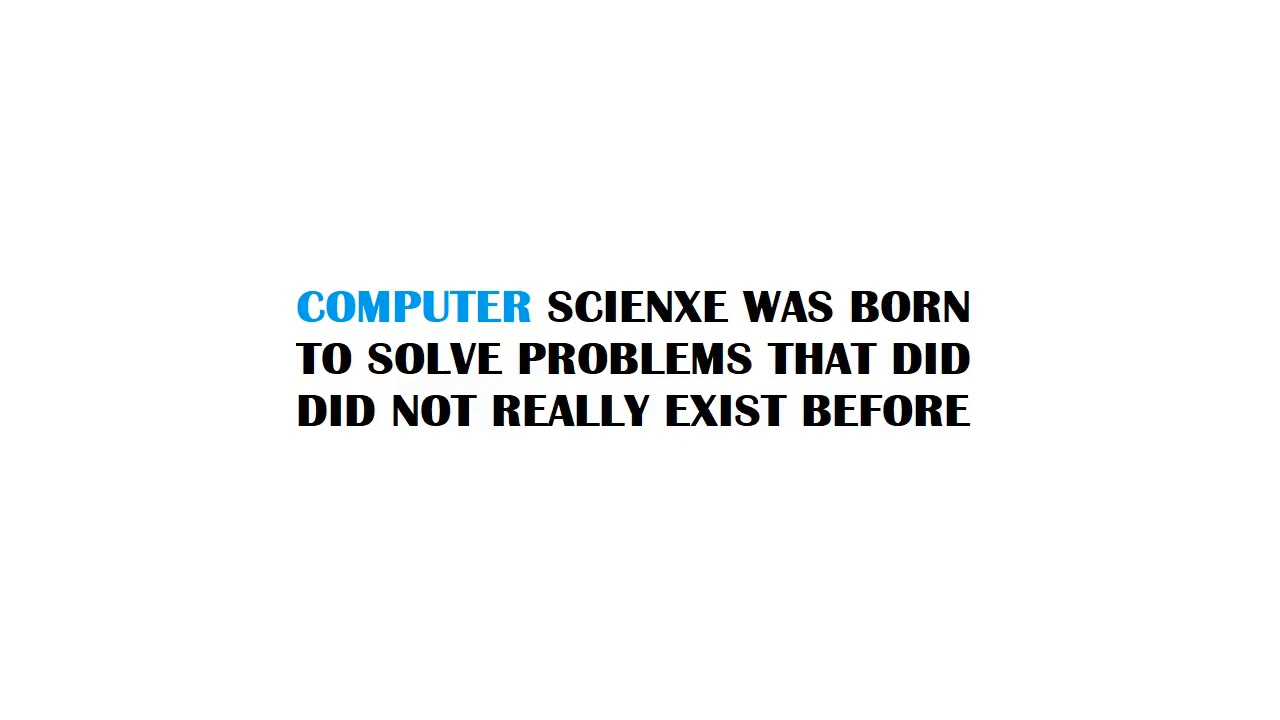 COMPUTER SCIENXE WAS BORN
TO SOLVE PROBLEMS THAT DID
DID NOT REALLY EXIST BEFORE